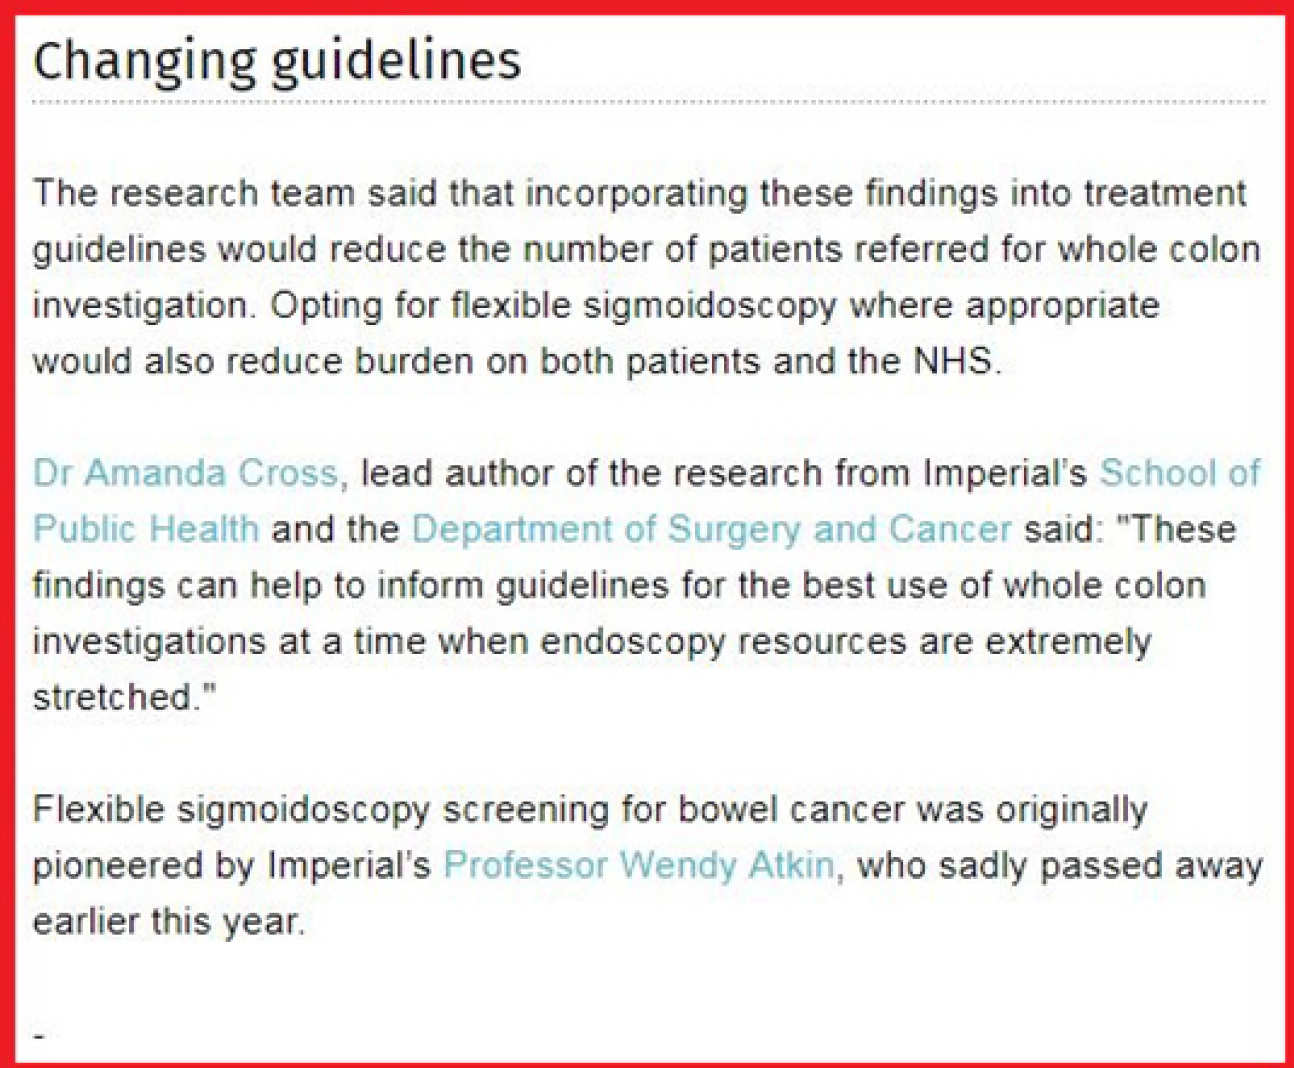 Changing guidelines
The research team said that incorporating these findings into treatment
guidelines would reduce the number of patients referred for whole colon
investigation. Opting for flexible sigmoidoscopy where appropriate
would also reduce burden on both patients and the NHS.
Dr Amanda Cross, lead author of the research from Imperial's School of
Public Health and the Department of Surgery and Cancer said: "These
findings can help to inform guidelines for the best use of whole colon
investigations at a time when endoscopy resources are extremely
stretched."
Flexible sigmoidoscopy screening for bowel cancer was originally
pioneered by Imperial's Professor Wendy Atkin, who sadly passed away
earlier this year.
-